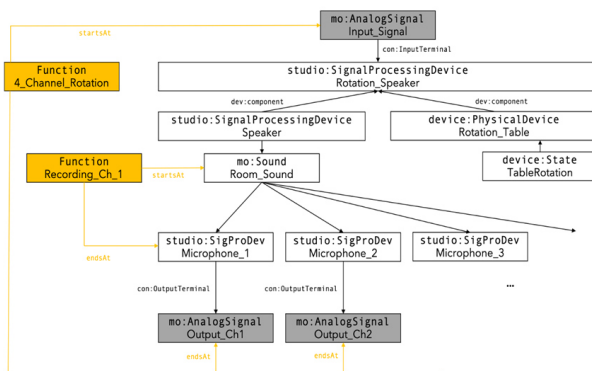 mo:AnalogSignal
Input_Signal
startsAt
con:InputTerminal
Function
4_Channel_Rotation
studio:SignalProcessingDevice
Rotation_Speaker
dev:component
dev:component
studio:SignalProcessingDevice
Speaker
device:PhysicalDevice
Rotation_Table
Function
Recording_Ch_1
startsAt
mo:Sound
Room_Sound
device:State
TableRotation
studio:SigProDev
Microphone_1
studio:SigProDev
Microphone_2
studio:SigProDev
Microphone_3
endsAt
con:OutputTerminal
con:OutputTerminal
...
mo:AnalogSignal
Output_Ch1
mo:AnalogSignal
Output_Ch2
endsAt
endsAt